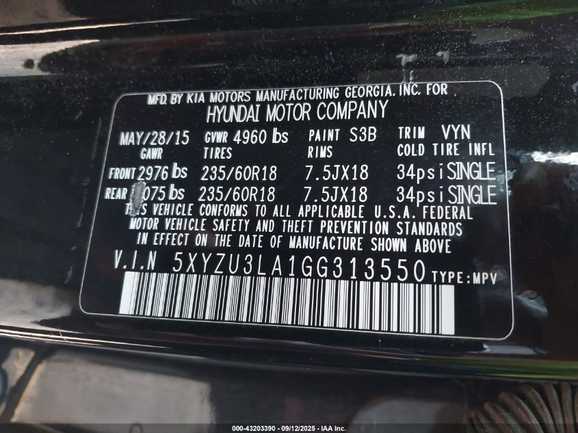 MFD.BY KIA MOTORS MANUFACTURING GEORGIA, INC. FOR
HYUNDAI MOTOR COMPANY
MAY/28/15 GVWR 4960 lbs PAINT S3B TRIM VYN
GAWR TIRES RIMS COLD TIRE INFL
FRONT 2976 lbs 235/60R18 7.5JX18 34psi SINGLE
REAR 075 lbs 235/60R18 7.5JX18 34psi SINGLE
THIS VEHICLE CONFORMS TO ALL APPLICABLE U.S.A. FEDERAL
MOTOR VEHICLE SAFETY AND THEFT PREVENTION STANDARDS
IN EFFECT ON THE DATE OF MANUFACTURE SHOWN ABOVE.
V.I.N 5XYZU3LA1GG313550 TYPE:MPV
000-43203390 - 09/12/2025 - IAA Inc.